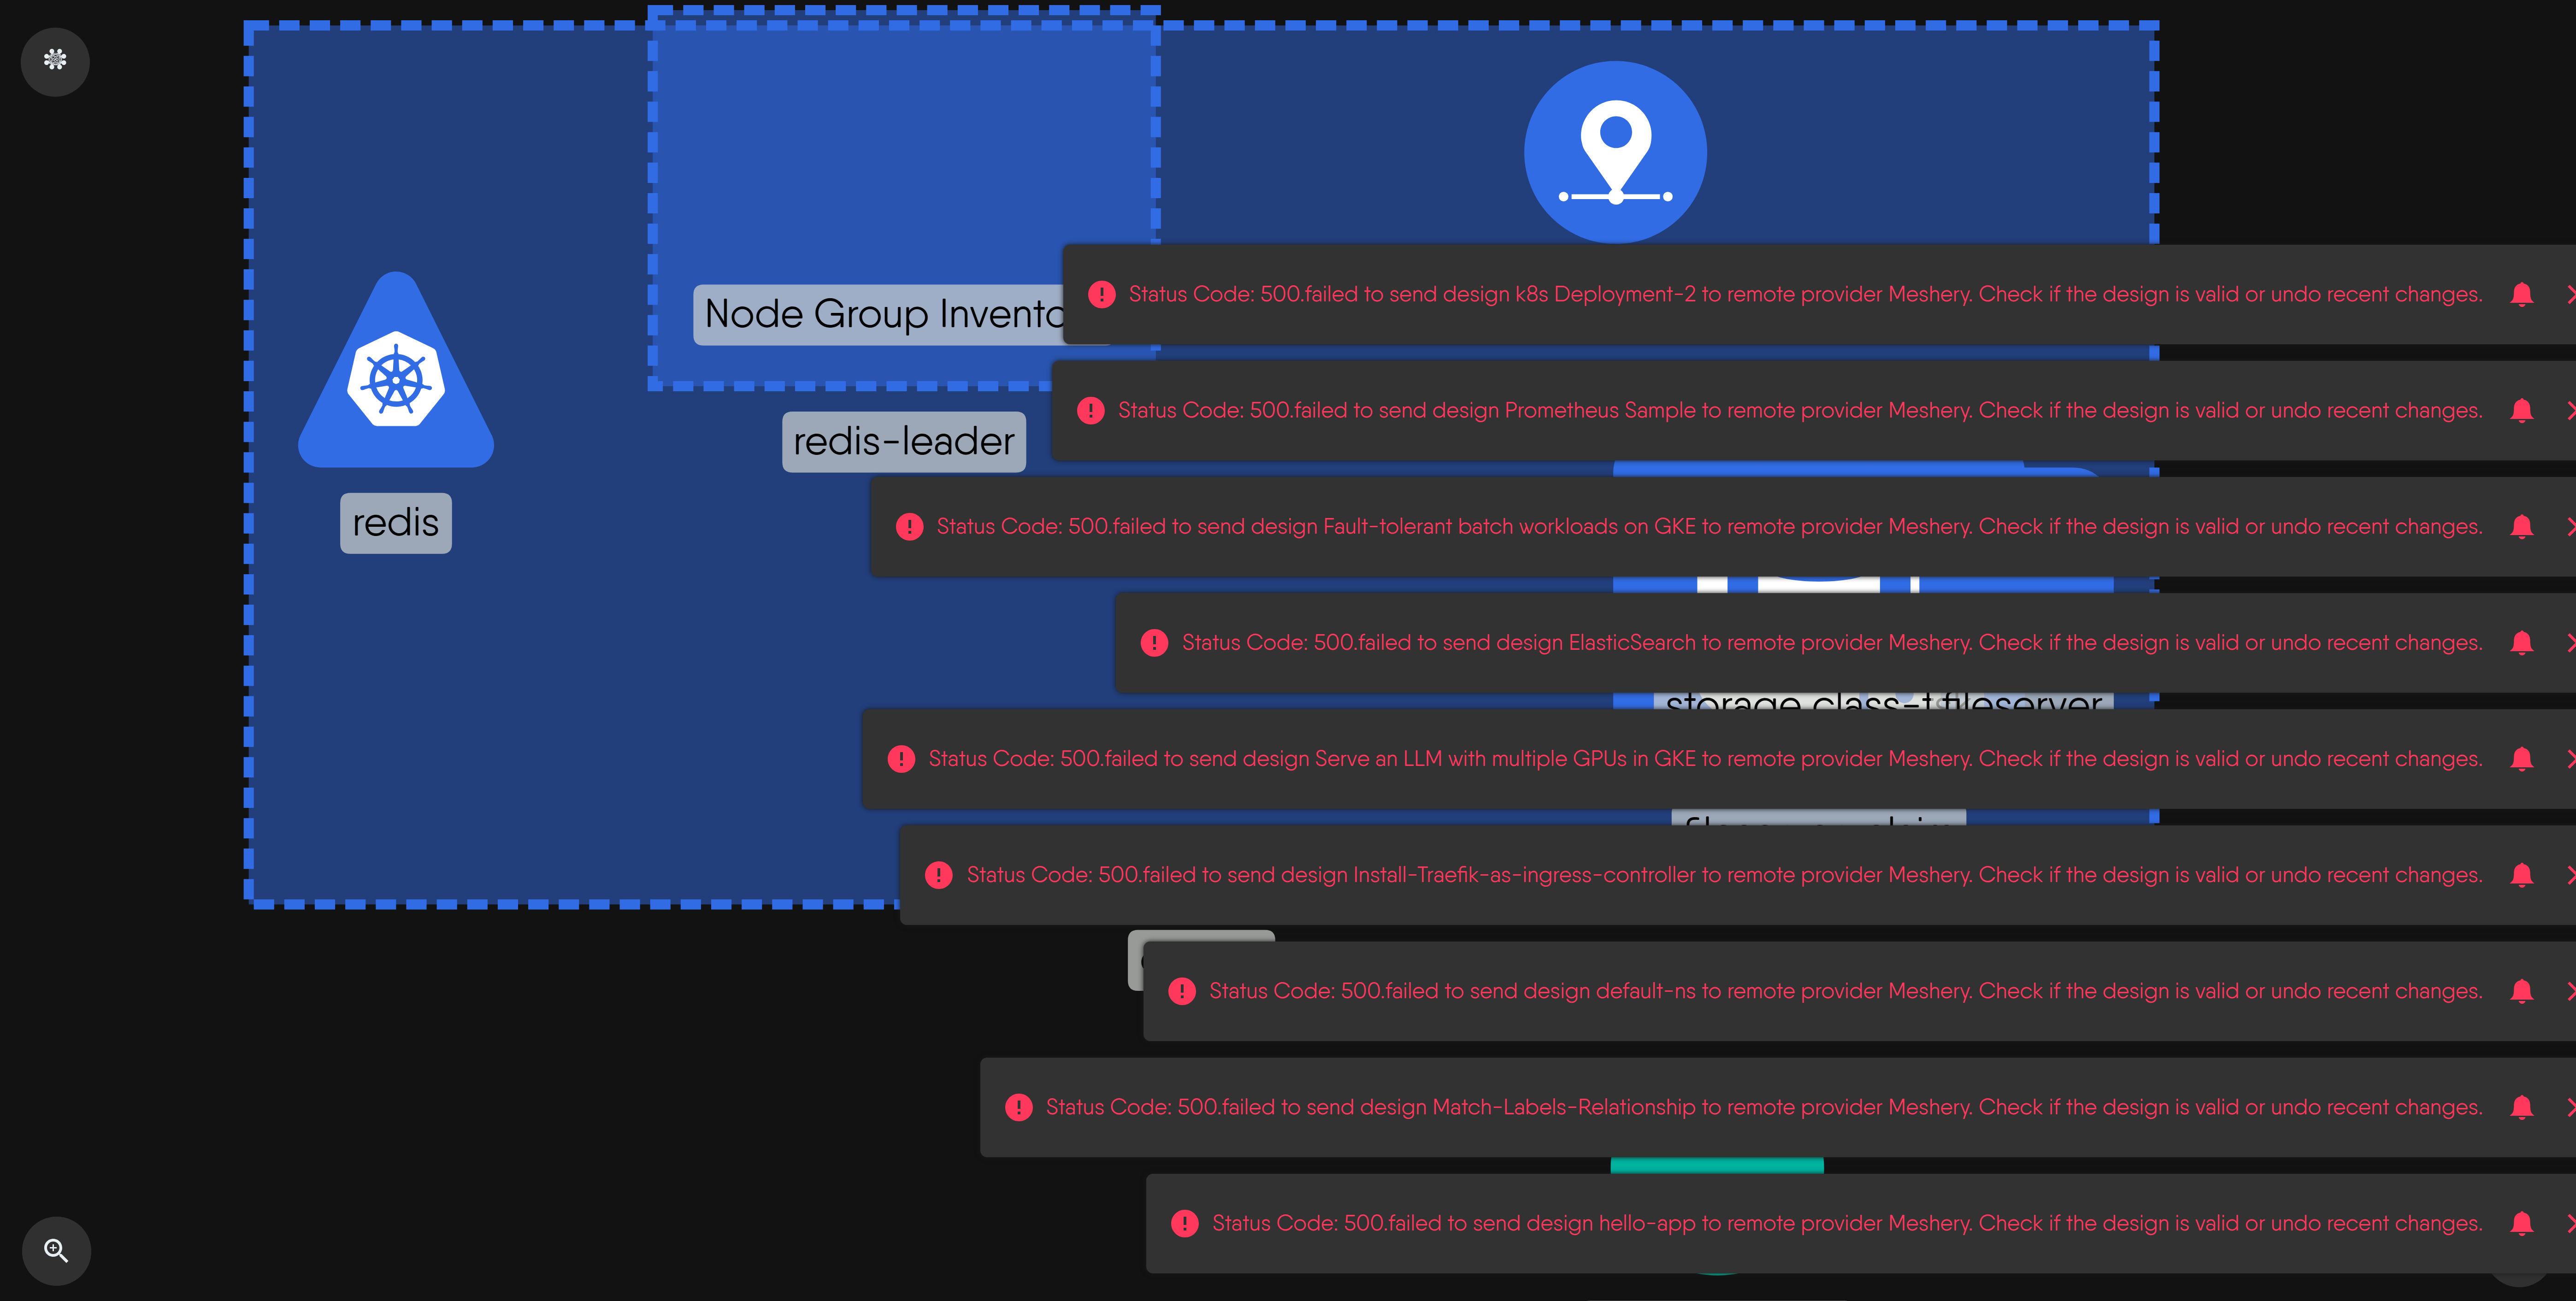 Status Code: 500.failed to send design k8s Deployment-2 to remote provider Meshery. Check if the design is valid or undo recent changes.
Node Group
Status Code: 500.failed to send design Prometheus Sample to remote provider Meshery. Check if the design is valid or undo recent changes.
redis-leader
redis
Status Code: 500.failed to send design Fault-tolerant batch workloads on GKE to remote provider Meshery. Check if the design is valid or undo recent changes.
Status Code: 500.failed to send design ElasticSearch to remote provider Meshery. Check if the design is valid or undo recent changes.
storage class-
fileserver
Status Code: 500.failed to send design Serve an LLM with multiple GPUs in GKE to remote provider Meshery. Check if the design is valid or undo recent changes.
Status Code: 500.failed to send design Install-Traefik-as-ingress-controller to remote provider Meshery. Check if the design is valid or undo recent changes.
Status Code: 500.failed to send design default-ns to remote provider Meshery. Check if the design is valid or undo recent changes.
Status Code: 500.failed to send design Match-Labels-Relationship to remote provider Meshery. Check if the design is valid or undo recent changes.
Status Code: 500.failed to send design hello-app to remote provider Meshery. Check if the design is valid or undo recent changes.